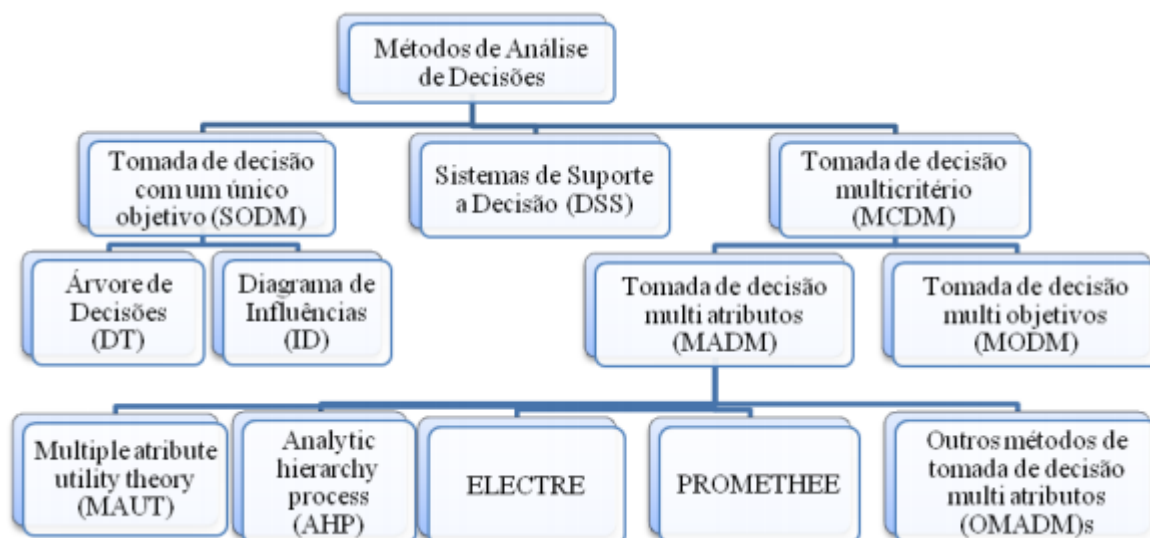 Métodos de Análise
de Decisões
Tomada de decisão
com um único
objetivo (SODM)
Sistemas de Suporte
a Decisão (DSS)
Tomada de decisão
multicritério
(MCDM)
Árvore de
Decisões
(DT)
Diagrama de
Influências
(ID)
Tomada de decisão
multi atributos
(MADM)
Tomada de decisão
multi objetivos
(MODM)
Multiple atribute
utility theory
(MAUT)
Analytic
hierarchy
process
(AHP)
ELECTRE
PROMETHEE
Outros métodos de
tomada de decisão
multi atributos
(OMADM)s